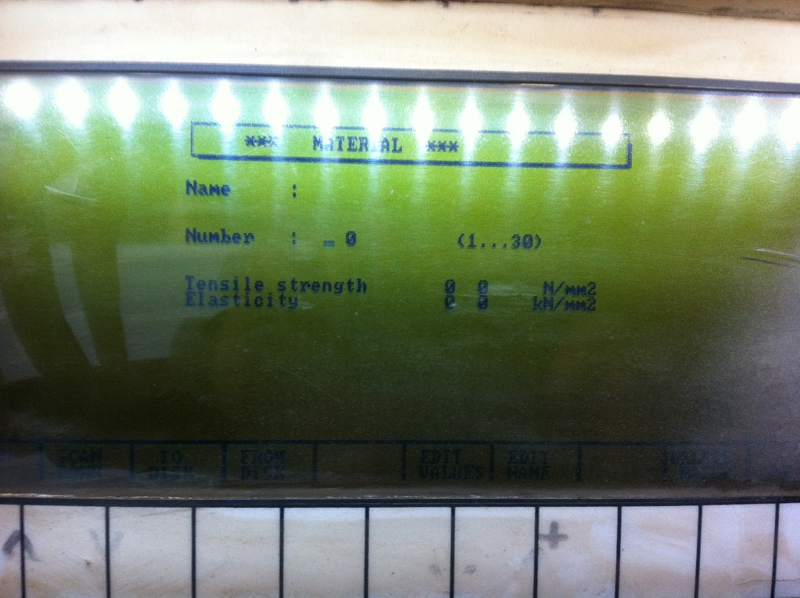 *** MATERIAL ***
Name :
Number : _ 0 (1...30)
Tensile strength 0 0 N/mm2
Elasticity 0 0 kN/mm2
SCAN TO FROM EDIT EDIT
DISK DISK VALUES NAME
+